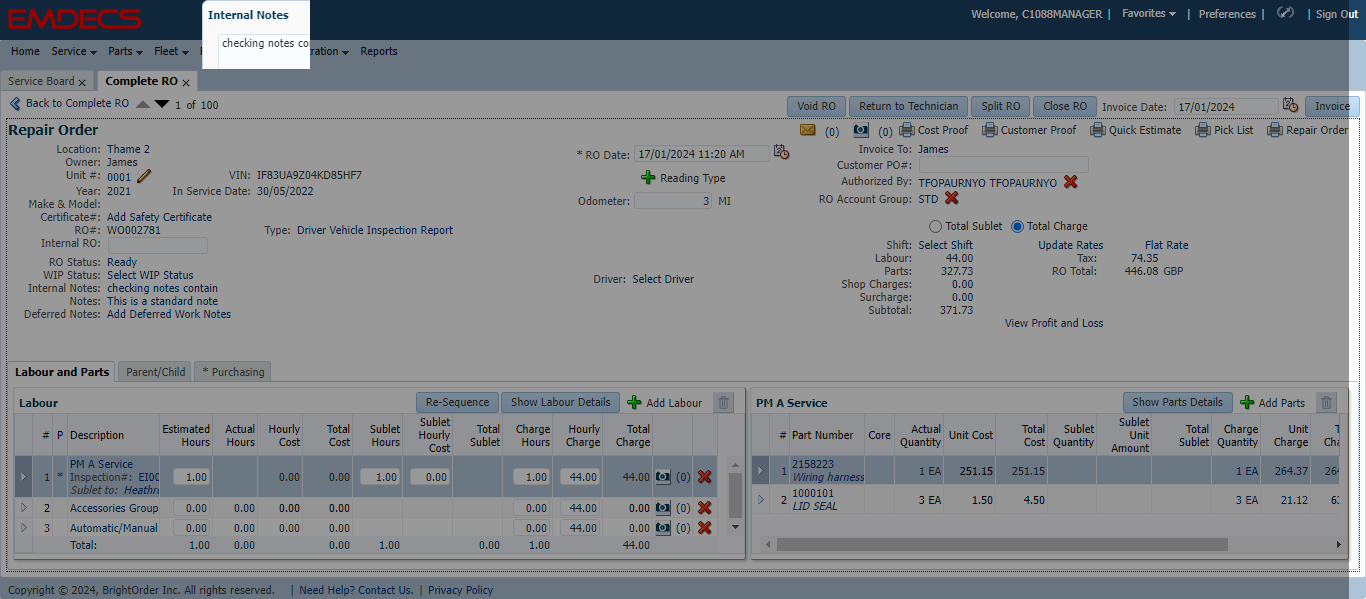 EMDECS
Internal Notes
checking notes co
Welcome, C1088MANAGER | Favorites | Preferences | | Sign Out
Home Service Parts Fleet ration Reports
Service Board x Complete RO x
Back to Complete RO 1 of 100
Void RO Return to Technician Split RO Close RO Invoice Date: 17/01/2024 Invoice
Repair Order
(0) (0) Cost Proof Customer Proof Quick Estimate Pick List Repair Order
Location: Thame 2
Owner: James
Unit #: 0001
VIN: IF83UA9Z04KD85HF7
Year: 2021
In Service Date: 30/05/2022
Make & Model:
Certificate#: Add Safety Certificate
RO#: WO002781
Type: Driver Vehicle Inspection Report
Internal RO:
RO Status: Ready
WIP Status: Select WIP Status
Internal Notes: checking notes contain
Notes: This is a standard note
Deferred Notes: Add Deferred Work Notes
* RO Date: 17/01/2024 11:20 AM
Reading Type
Odometer: 3 MI
Driver: Select Driver
Invoice To: James
Customer PO#:
Authorized By: TFOPAURNYO TFOPAURNYO
RO Account Group: STD
Total Sublet Total Charge
Shift: Select Shift Update Rates Flat Rate
Labour: 44.00 Tax: 74.35
Parts: 327.73 RO Total: 446.08 GBP
Shop Charges: 0.00
Surcharge: 0.00
Subtotal: 371.73
View Profit and Loss
Labour and Parts Parent/Child * Purchasing
Labour Re-Sequence Show Labour Details Add Labour
# P Description Estimated Hours Actual Hours Hourly Cost Total Cost Sublet Hours Sublet Hourly Cost Total Sublet Charge Hours Hourly Charge Total Charge
1 * PM A Service 1.00 0.00 0.00 1.00 0.00 1.00 44.00 44.00 (0)
Inspection#: EI00
Sublet to: Heathr
2 Accessories Group 0.00 0.00 0.00 0.00 0.00 44.00 0.00 (0)
3 Automatic/Manual 0.00 0.00 0.00 0.00 0.00 44.00 0.00 (0)
Total: 1.00 0.00 0.00 1.00 0.00 1.00 44.00
PM A Service Show Parts Details Add Parts
# Part Number Core Actual Quantity Unit Cost Total Cost Sublet Quantity Sublet Unit Amount Total Sublet Charge Quantity Unit Charge T Cha
1 2158223 1 EA 251.15 251.15 1 EA 264.37 264
Wiring harness
2 1000101 3 EA 1.50 4.50 3 EA 21.12 63
LID SEAL
Copyright © 2024, BrightOrder Inc. All rights reserved. | Need Help? Contact Us. | Privacy Policy